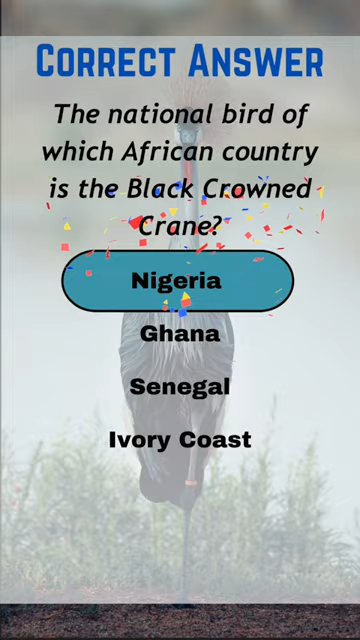 CORRECT ANSWER
The national bird of
which African country
is the Black Crowned
Crane?
Nigeria
Ghana
Senegal
Ivory Coast